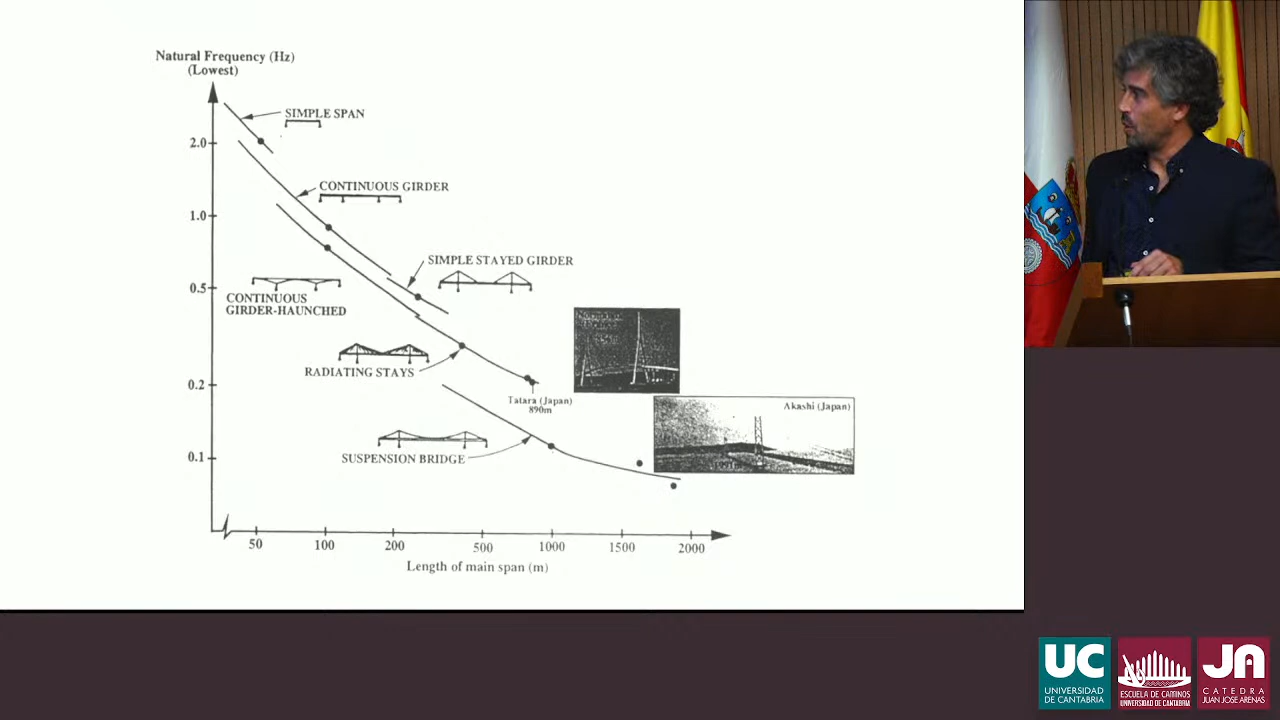 Natural Frequency (Hz)
(Lowest)
SIMPLE SPAN
2.0
CONTINUOUS GIRDER
1.0
SIMPLE STAYED GIRDER
0.5
CONTINUOUS
GIRDER-HAUNCHED
RADIATING STAYS
0.2
Tatara (Japan)
890m
Akashi (Japan)
SUSPENSION BRIDGE
0.1
50
100
200
500
1000
1500
2000
Length of main span (m)
UC
UNIVERSIDAD
DE CANTABRIA
ESCUELA DE CAMINOS
UNIVERSIDAD DE CANTABRIA
JA
CATEDRA
JUAN JOSE ARENAS